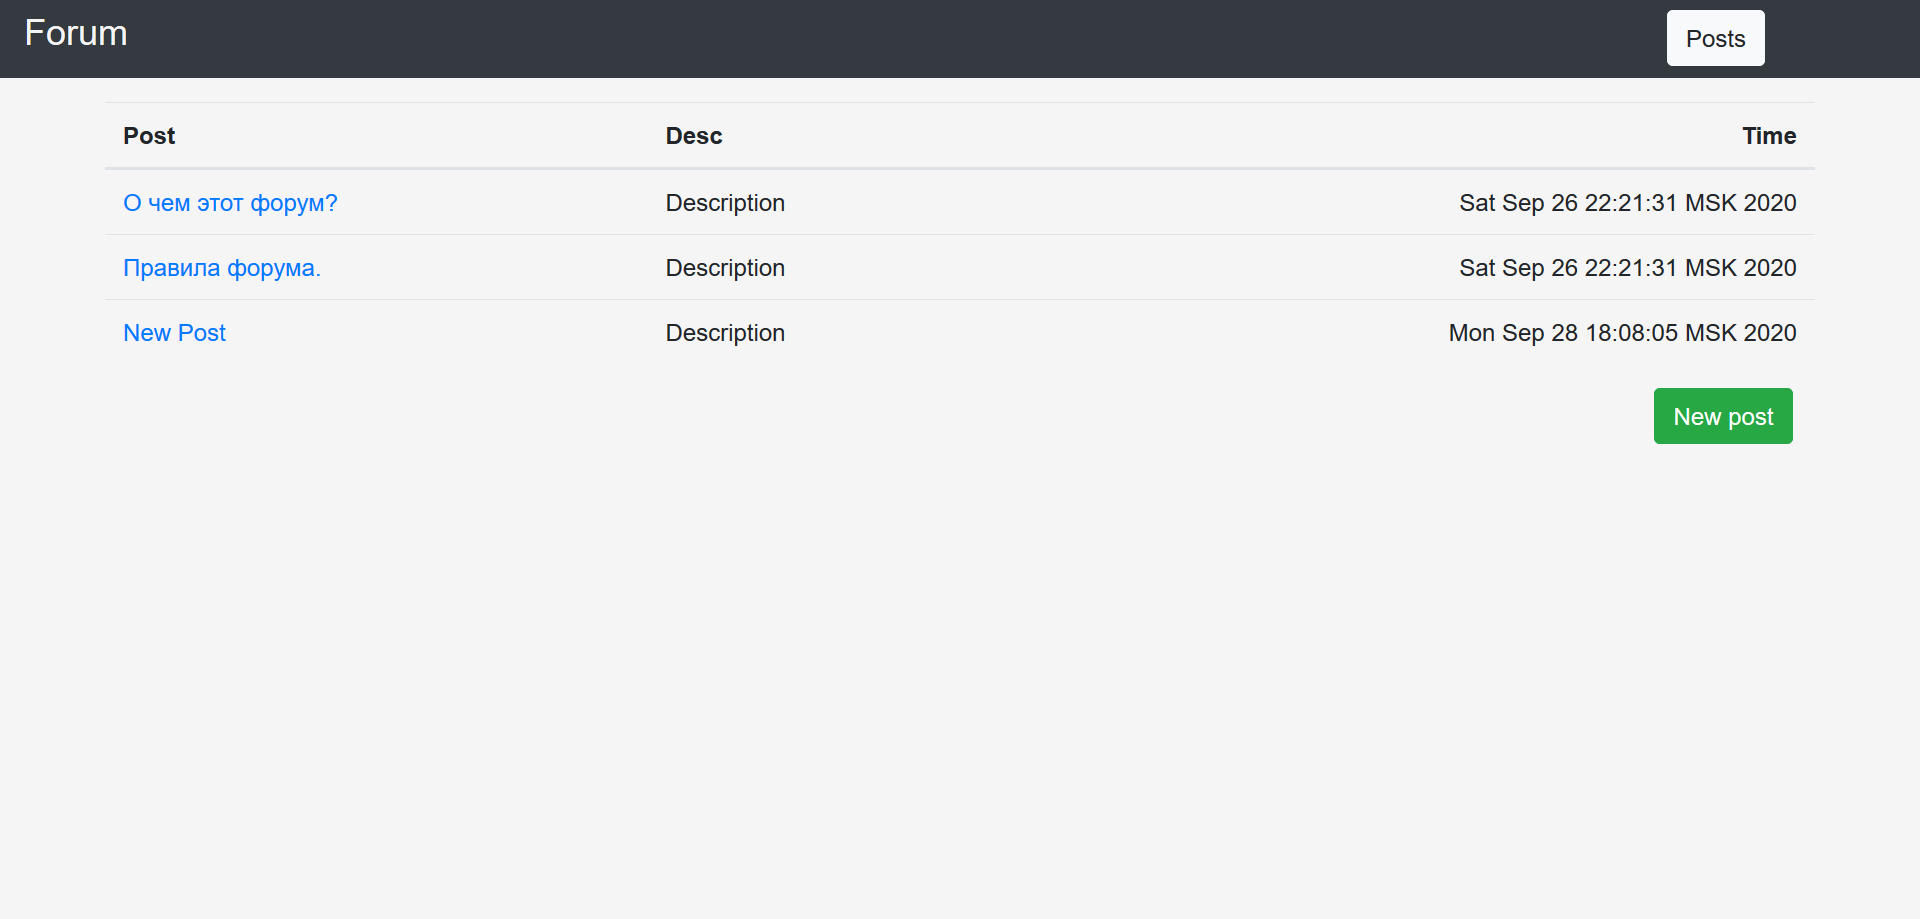 Forum
Posts
Post Desc Time
О чем этот форум? Description Sat Sep 26 22:21:31 MSK 2020
Правила форума. Description Sat Sep 26 22:21:31 MSK 2020
New Post Description Mon Sep 28 18:08:05 MSK 2020
New post